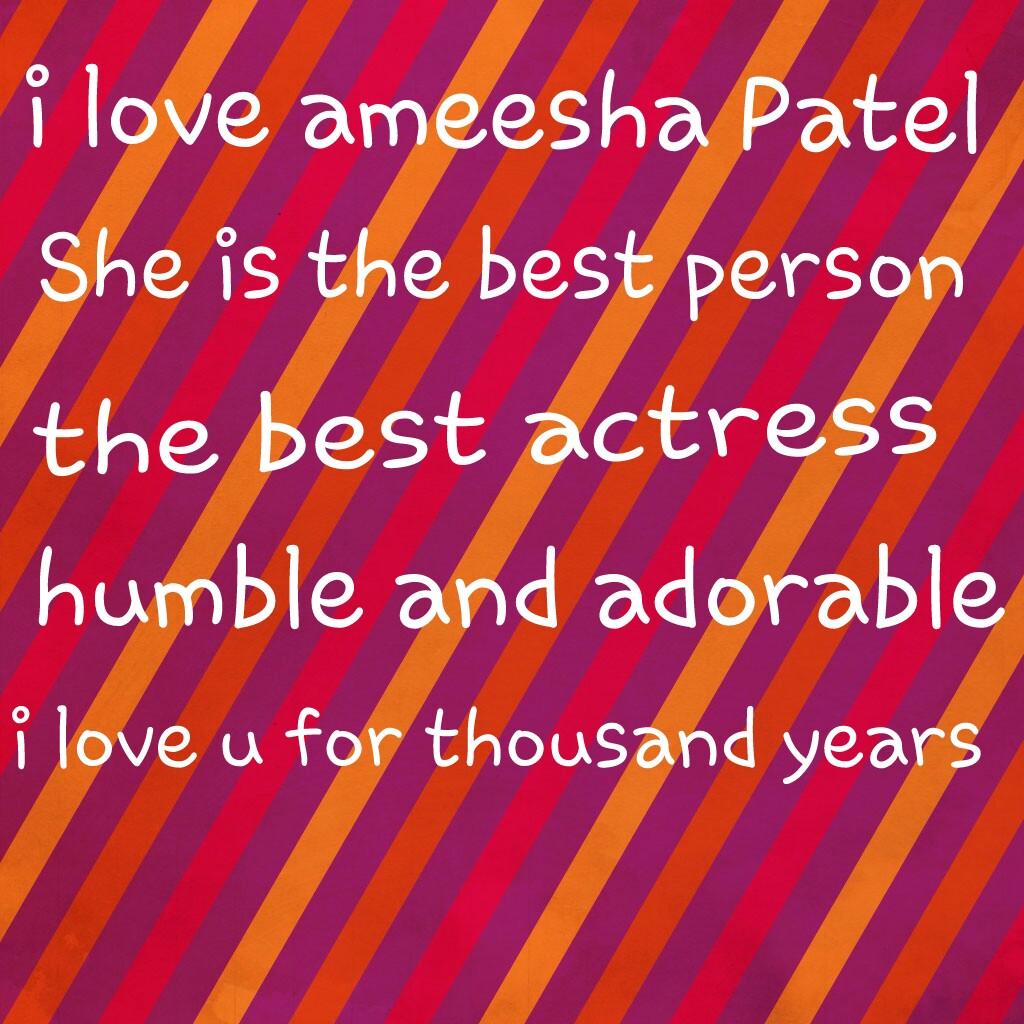 i love ameesha Patel
She is the best person
the best actress
humble and adorable
i love u for thousand years